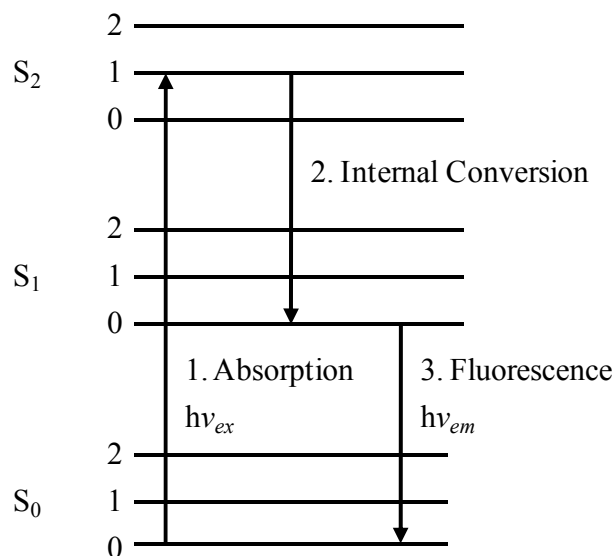 2
S₂ 1
0
2. Internal Conversion
2
S₁ 1
0
1. Absorption 3. Fluorescence
hνₑₓ hνₑₘ
2
S₀ 1
0